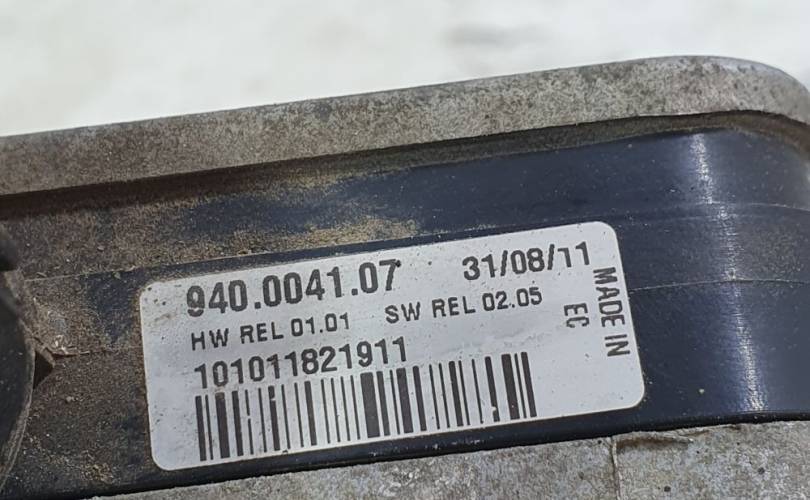 940.0041.07 31/08/11
HW REL 01.01 SW REL 02.05
101011821911
MADE IN
EC